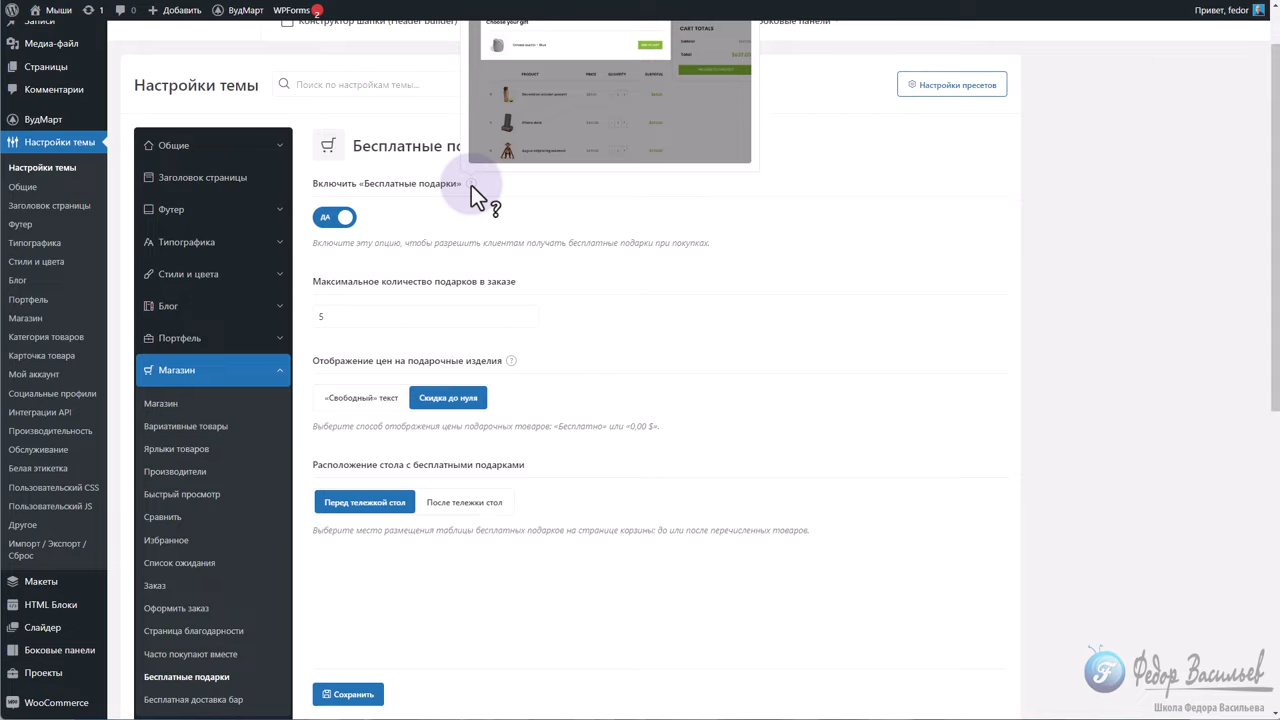 0
Добавить
WPForms
2
Привет, fedor
Конструктор шапки (Header builder)
Боковые панели
Комментарии
ВудМарт
Настройки темы
Настройки темы
Заголовок страницы
Футер
Типографика
Стили и цвета
Блог
Портфель
Магазин
Категория товаров
Карточка товара
Мой аккаунт
Социальные профили
Интеграции API
Производительность
Обслуживание
Белая этикетка
Пользовательский CSS
Пользовательский JS
Другое
Импорт / Экспорт /
Сброс
Макеты
HTML Блоки
Слайдер
Боковые панели
Проекты
WooCommerce
Настройки темы
Поиск по настройкам темы...
Настройки пресетов
Общие
Заголовок страницы
Футер
Типографика
Стили и цвета
Блог
Портфель
Магазин
Магазин
Вариативные товары
Ярлыки товаров
Производители
Быстрый просмотр
Сравнить
Избранное
Список ожидания
Заказ
Оформить заказ
Страница благодарности
Часто покупают вместе
Бесплатные подарки
Бесплатная доставка бар
Choose your gift
CART TOTALS
Total
PRODUCT
PRICE
QUANTITY
SUBTOTAL
Бесплатные по
Включить «Бесплатные подарки»
ДА
Включите эту опцию, чтобы разрешить клиентам получать бесплатные подарки при покупках.
Максимальное количество подарков в заказе
5
Отображение цен на подарочные изделия ?
«Свободный» текст
Скидка до нуля
Выберите способ отображения цены подарочных товаров: «Бесплатно» или «0,00 $».
Расположение стола с бесплатными подарками
Перед тележкой стол
После тележки стол
Выберите место размещения таблицы бесплатных подарков на странице корзины: до или после перечисленных товаров.
Сохранить
Федор Васильев
Школа Федора Васильева